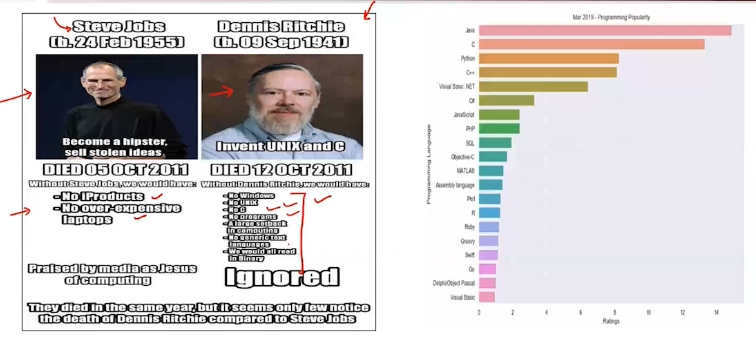 Steve Jobs
(b. 24 Feb 1955)
Become a hipster,
sell stolen ideas
DIED 05 OCT 2011
Without Steve Jobs, we would have:
- No iProducts
- No over-expensive
laptops
Praised by media as Jesus
of computing
Dennis Ritchie
(b. 09 Sep 1941)
Invent UNIX and C
DIED 12 OCT 2011
Without Dennis Ritchie, we would have:
- No Windows
- No UNIX
- No C
- No programs
- A large setback
in computing
- No generic text
languages
- We would all read
in Binary
Ignored
They died in the same year, but it seems only few notice
the death of Dennis Ritchie compared to Steve Jobs
Mar 2019 - Programming Popularity
Programming Language
Java
C
Python
C++
Visual Basic .NET
C#
JavaScript
PHP
SQL
Objective-C
MATLAB
Assembly language
Perl
R
Ruby
Groovy
Swift
Go
Delphi/Object Pascal
Visual Basic
0 2 4 6 8 10 12 14
Ratings